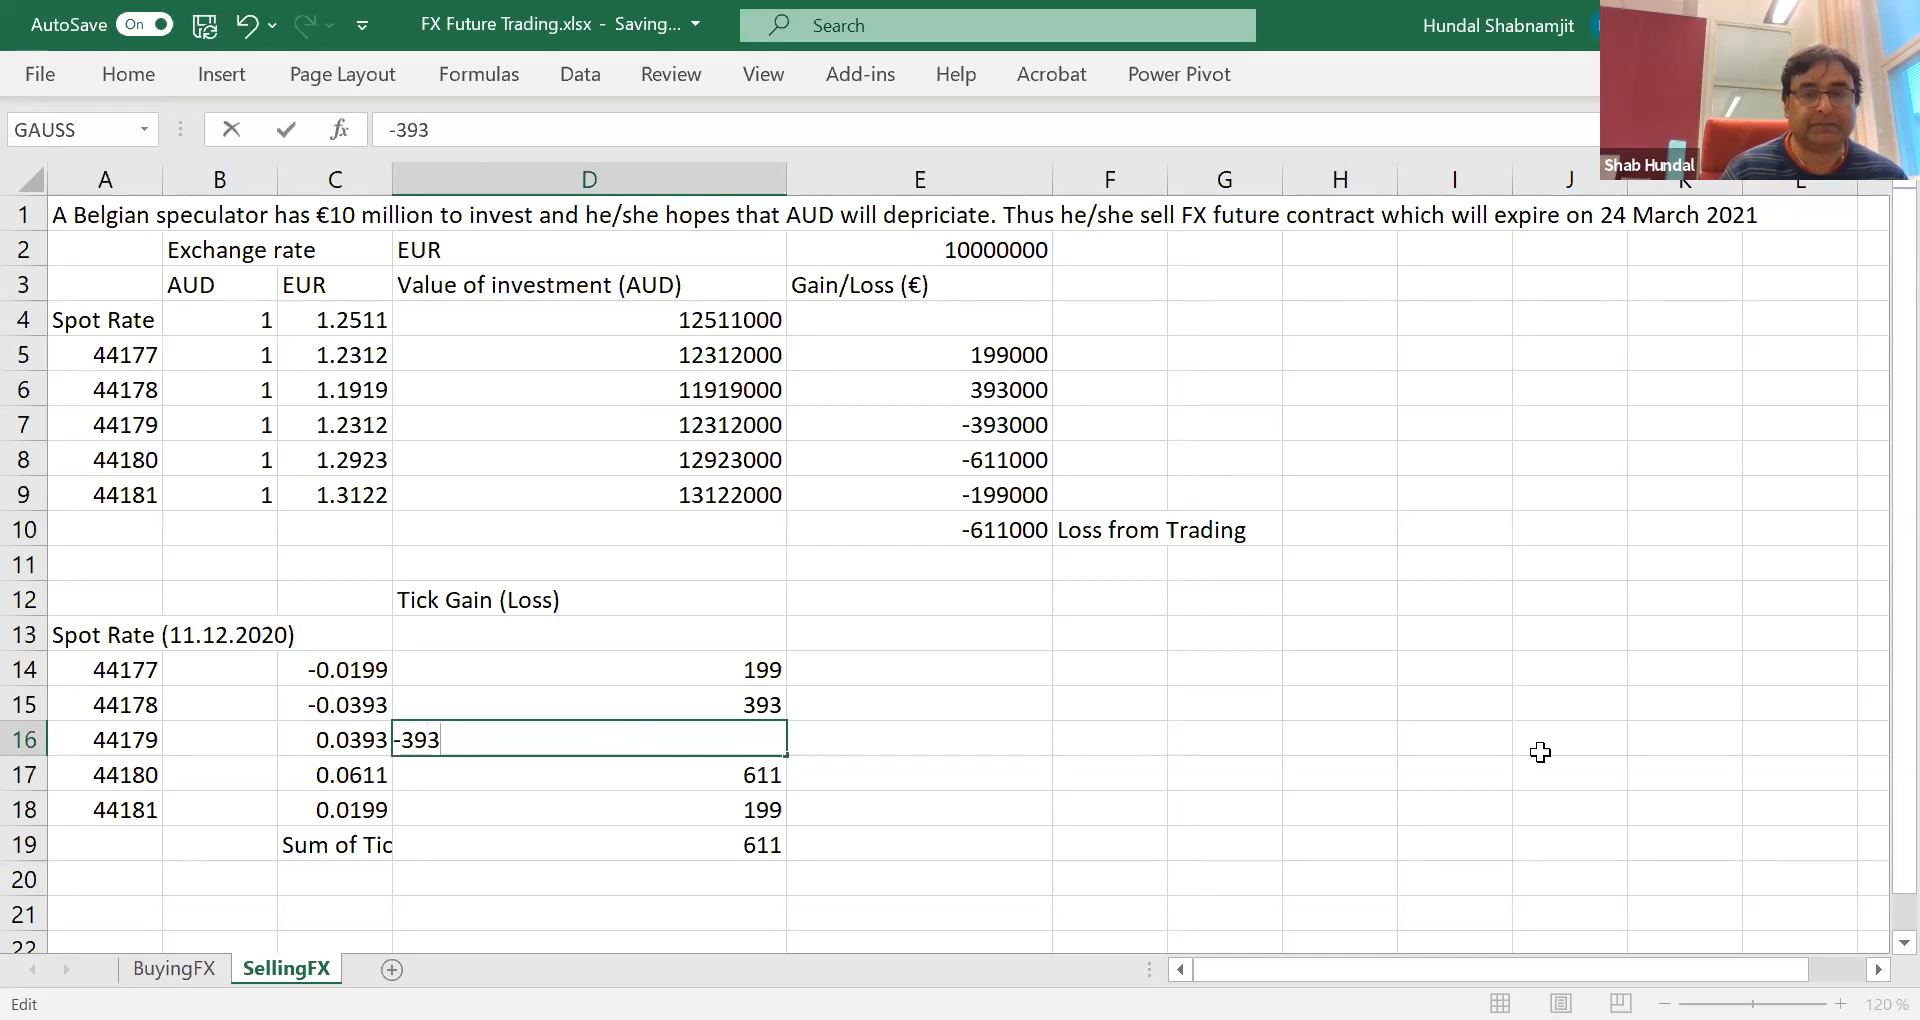 AutoSave On FX Future Trading.xlsx - Saving... Search Hundal Shabnamjit
File Home Insert Page Layout Formulas Data Review View Add-ins Help Acrobat Power Pivot
GAUSS fx -393
Shab Hundal
A B C D E F G H I J
1 A Belgian speculator has €10 million to invest and he/she hopes that AUD will depriciate. Thus he/she sell FX future contract which will expire on 24 March 2021
2 Exchange rate EUR 10000000
3 AUD EUR Value of investment (AUD) Gain/Loss (€)
4 Spot Rate 1 1.2511 12511000
5 44177 1 1.2312 12312000 199000
6 44178 1 1.1919 11919000 393000
7 44179 1 1.2312 12312000 -393000
8 44180 1 1.2923 12923000 -611000
9 44181 1 1.3122 13122000 -199000
10 -611000 Loss from Trading
11
12 Tick Gain (Loss)
13 Spot Rate (11.12.2020)
14 44177 -0.0199 199
15 44178 -0.0393 393
16 44179 0.0393 -393
17 44180 0.0611 611
18 44181 0.0199 199
19 Sum of Tic 611
20
21
22
BuyingFX SellingFX
Edit 120 %